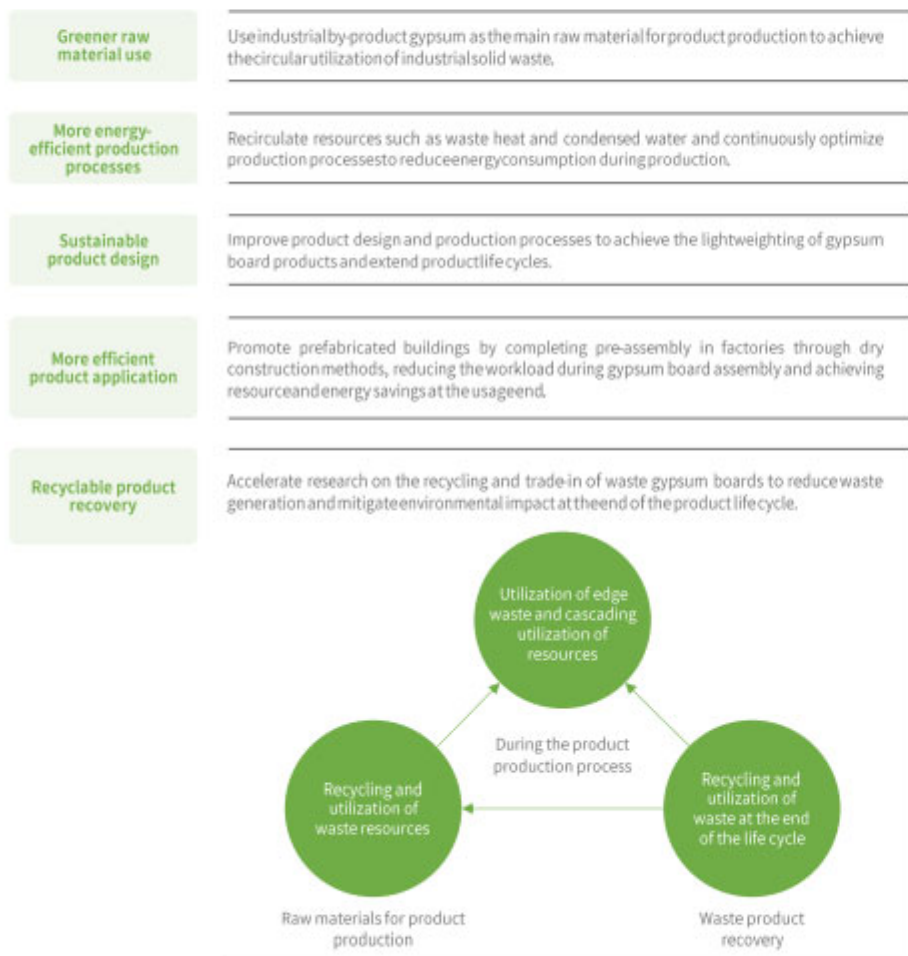 Greener raw
material use
Use industrial by-product gypsum as the main raw material for product production to achieve
the circular utilization of industrial solid waste.
More energy-
efficient production
processes
Recirculate resources such as waste heat and condensed water and continuously optimize
production processes to reduce energy consumption during production.
Sustainable
product design
Improve product design and production processes to achieve the lightweighting of gypsum
board products and extend product life cycles.
More efficient
product application
Promote prefabricated buildings by completing pre-assembly in factories through dry
construction methods, reducing the workload during gypsum board assembly and achieving
resource and energy savings at the usage end.
Recyclable product
recovery
Accelerate research on the recycling and trade-in of waste gypsum boards to reduce waste
generation and mitigate environmental impact at the end of the product life cycle.
Utilization of edge
waste and cascading
utilization of
resources
During the product
production process
Recycling and
utilization of
waste resources
Recycling and
utilization of
waste at the end
of the life cycle
Raw materials for product
production
Waste product
recovery